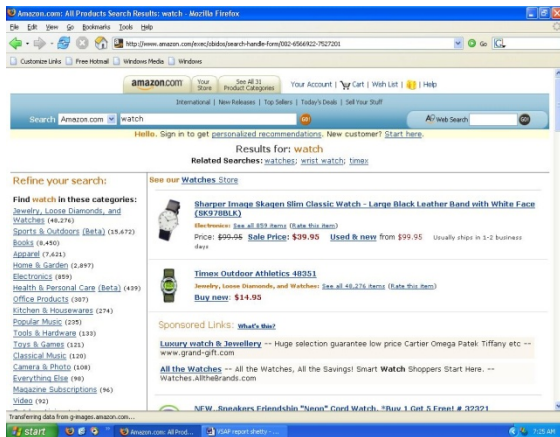 Amazon.com: All Products Search Results: watch - Mozilla Firefox
File Edit View Go Bookmarks Tools Help
http://www.amazon.com/exec/obidos/search-handle-form/002-6566922-7527201 Go
Customize Links Free Hotmail Windows Media Windows
amazon.com Your Store See All 31 Product Categories Your Account | Cart | Wish List | | Help
International | New Releases | Top Sellers | Today's Deals | Sell Your Stuff
Search Amazon.com watch GO! A9 Web Search GO!
Hello. Sign in to get personalized recommendations. New customer? Start here.
Results for: watch
Related Searches: watches; wrist watch; timex
Refine your search:
Find watch in these categories:
Jewelry, Loose Diamonds, and
Watches (48,276)
Sports & Outdoors (Beta) (15,672)
Books (8,450)
Apparel (7,621)
Home & Garden (2,897)
Electronics (859)
Health & Personal Care (Beta) (439)
Office Products (307)
Kitchen & Housewares (274)
Popular Music (235)
Tools & Hardware (133)
Toys & Games (121)
Classical Music (120)
Camera & Photo (108)
Everything Else (98)
Magazine Subscriptions (96)
Video (92)
See our Watches Store
Sharper Image Skagen Slim Classic Watch - Large Black Leather Band with White Face
(SK978BLK)
Electronics: See all 859 items (Rate this item)
Price: $99.95 Sale Price: $39.95 Used & new from $99.95 Usually ships in 1-2 business
days
Timex Outdoor Athletics 48351
Jewelry, Loose Diamonds, and Watches: See all 48,276 items (Rate this item)
Buy new: $14.95
Sponsored Links: What's this?
Luxury watch & Jewellery -- Huge selection guarantee low price Cartier Omega Patek Tiffany etc --
www.grand-gift.com
All the Watches -- All the Watches, All the Savings! Smart Watch Shoppers Start Here. --
Watches.AlltheBrands.com
NEW Sneakers Friendship "Neon" Cord Watch. *Buy 1 Get 5 Free! # 32321
Transferring data from g-images.amazon.com...
start Amazon.com: All Prod... VSAP report shetty - ... 7:25 AM